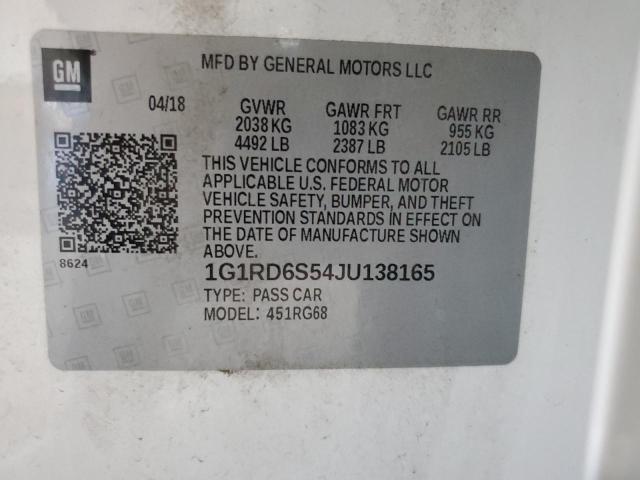 GM
MFD BY GENERAL MOTORS LLC
04/18 GVWR GAWR FRT GAWR RR
2038 KG 1083 KG 955 KG
4492 LB 2387 LB 2105 LB
THIS VEHICLE CONFORMS TO ALL
APPLICABLE U.S. FEDERAL MOTOR
VEHICLE SAFETY, BUMPER, AND THEFT
PREVENTION STANDARDS IN EFFECT ON
THE DATE OF MANUFACTURE SHOWN
ABOVE.
8624
1G1RD6S54JU138165
TYPE: PASS CAR
MODEL: 451RG68